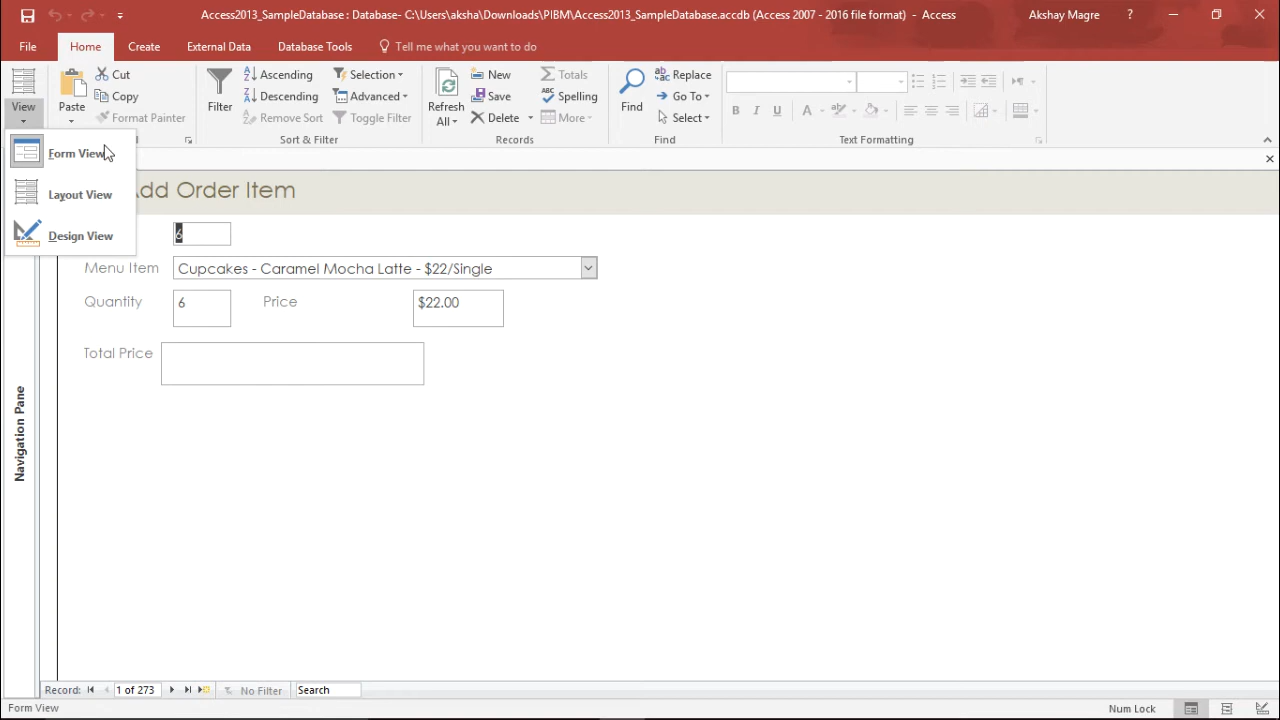 Access2013_SampleDatabase : Database- C:\Users\aksha\Downloads\PIBM\Access2013_SampleDatabase.accdb (Access 2007 - 2016 file format) - Access
Akshay Magre
?
File Home Create External Data Database Tools Tell me what you want to do
View
Paste
Cut
Copy
Format Painter
Filter
Ascending
Descending
Remove Sort
Selection
Advanced
Toggle Filter
Sort & Filter
Refresh
All
New
Save
Delete
Totals
Spelling
More
Records
Find
Replace
Go To
Select
Find
B I U
Text Formatting
Form View
Layout View
Design View
dd Order Item
6
Menu Item Cupcakes - Caramel Mocha Latte - $22/Single
Quantity 6 Price $22.00
Total Price
Navigation Pane
Record: 1 of 273 No Filter Search
Form View Num Lock